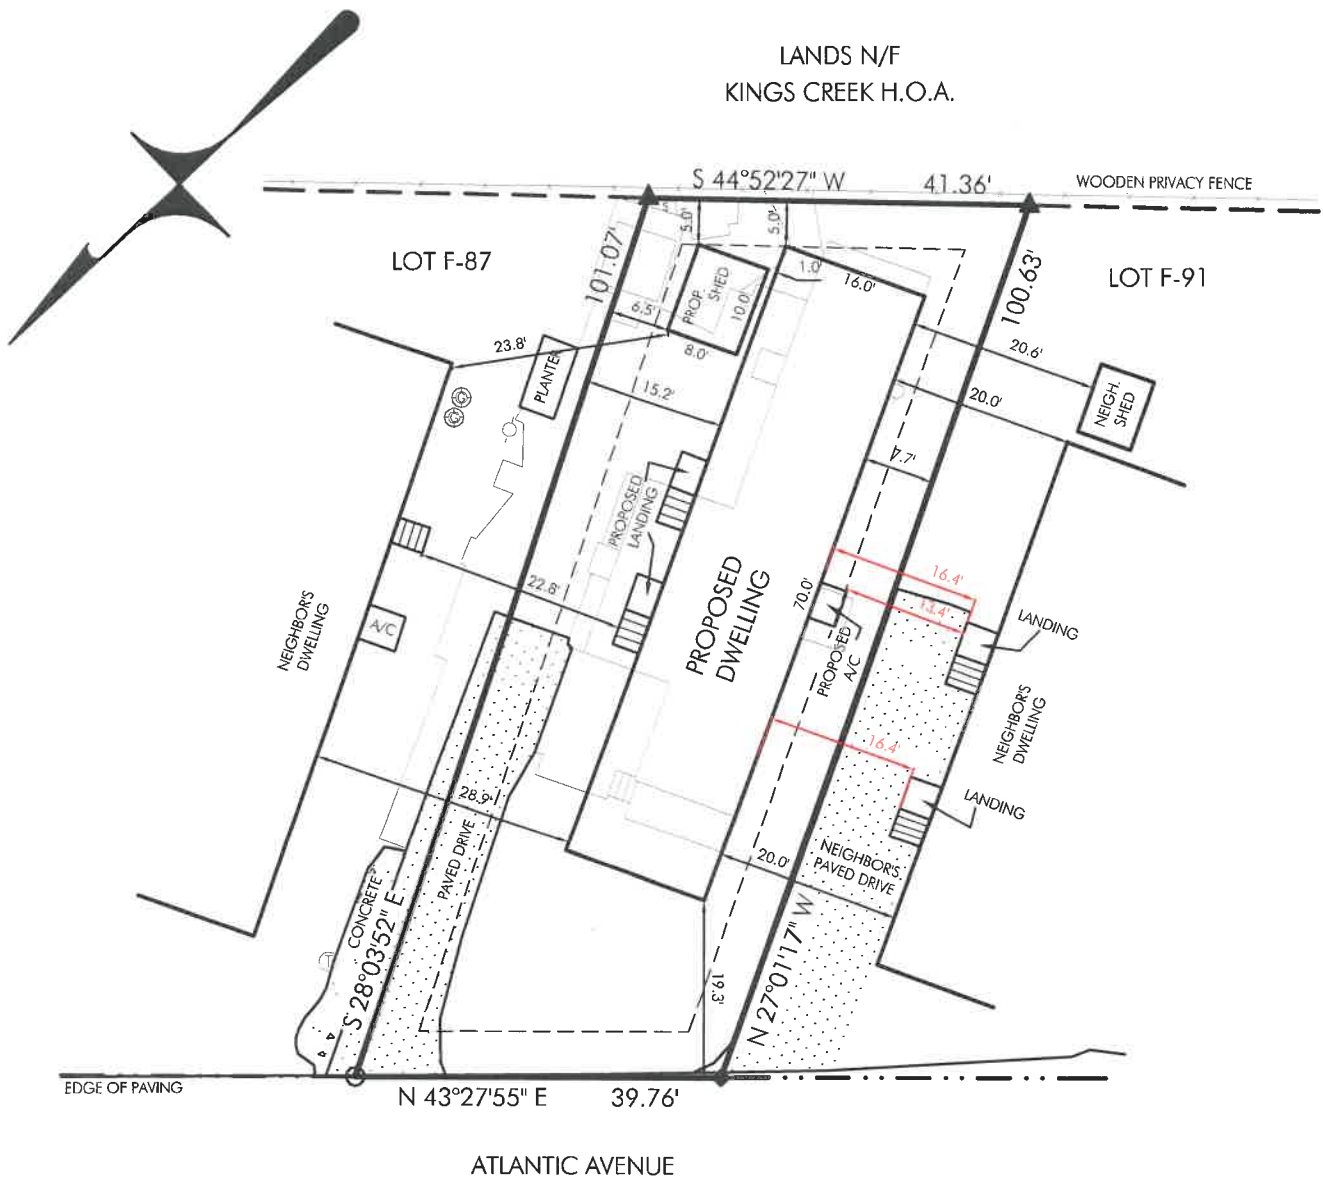 LANDS N/F
KINGS CREEK H.O.A.
S 44°52'27" W
41.36'
WOODEN PRIVACY FENCE
LOT F-87
LOT F-91
101.07'
100.63'
5.0'
5.0'
PROP.
SHED
10.0'
8.0'
6.5'
1.0'
16.0'
23.8'
PLANTER
15.2'
20.6'
20.0'
NEIGH.
SHED
7.7'
PROPOSED
LANDING
PROPOSED
DWELLING
70.0'
16.4'
13.4'
LANDING
22.8'
NEIGHBOR'S
DWELLING
A/C
PROPOSED
A/C
NEIGHBOR'S
DWELLING
16.4'
LANDING
28.9'
PAVED DRIVE
20.0'
NEIGHBOR'S
PAVED DRIVE
CONCRETE
S 28°03'52" E
19.3'
N 27°01'17" W
EDGE OF PAVING
N 43°27'55" E
39.76'
ATLANTIC AVENUE